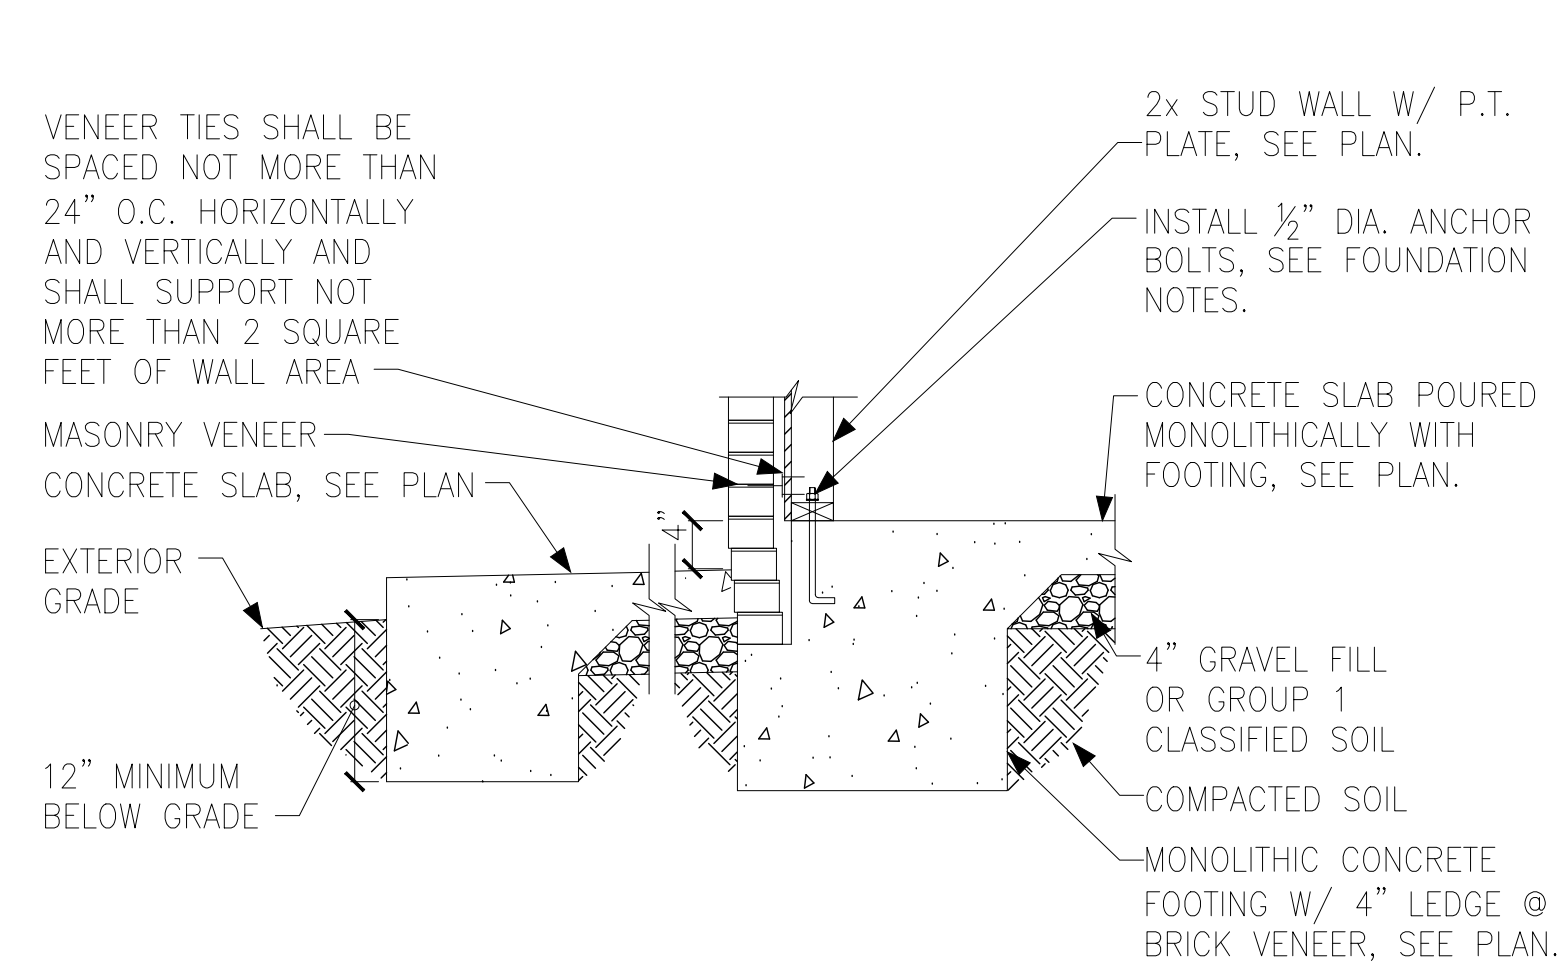 VENEER TIES SHALL BE
SPACED NOT MORE THAN
24" O.C. HORIZONTALLY
AND VERTICALLY AND
SHALL SUPPORT NOT
MORE THAN 2 SQUARE
FEET OF WALL AREA
MASONRY VENEER
CONCRETE SLAB, SEE PLAN
EXTERIOR
GRADE
12" MINIMUM
BELOW GRADE
4"
2x STUD WALL W/ P.T.
PLATE, SEE PLAN.
INSTALL ½" DIA. ANCHOR
BOLTS, SEE FOUNDATION
NOTES.
CONCRETE SLAB POURED
MONOLITHICALLY WITH
FOOTING, SEE PLAN.
4" GRAVEL FILL
OR GROUP 1
CLASSIFIED SOIL
COMPACTED SOIL
MONOLITHIC CONCRETE
FOOTING W/ 4" LEDGE @
BRICK VENEER, SEE PLAN.